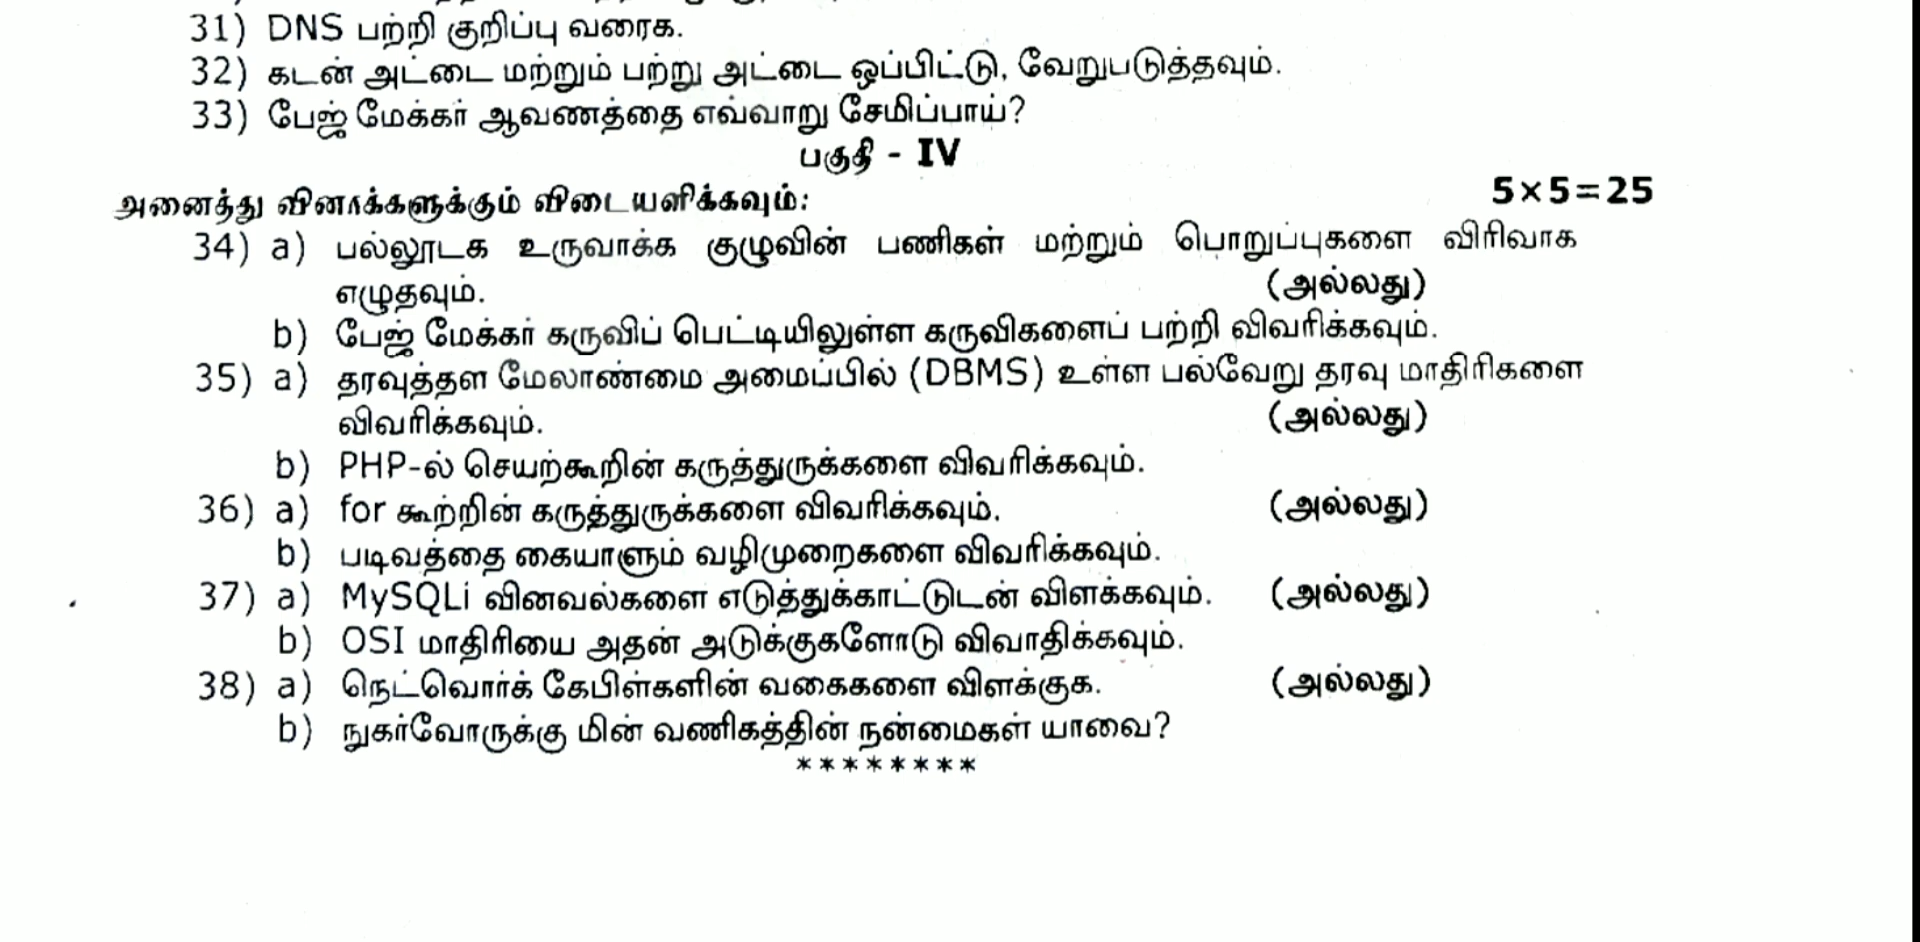 31) DNS பற்றி குறிப்பு வரைக.
32) கடன் அட்டை மற்றும் பற்று அட்டை ஒப்பிட்டு, வேறுபடுத்தவும்.
33) பேஜ் மேக்கர் ஆவணத்தை எவ்வாறு சேமிப்பாய்?
பகுதி - IV
அனைத்து வினாக்களுக்கும் விடையளிக்கவும்: 5×5=25
34) a) பல்லூடக உருவாக்க குழுவின் பணிகள் மற்றும் பொறுப்புகளை விரிவாக
எழுதவும். (அல்லது)
b) பேஜ் மேக்கர் கருவிப் பெட்டியிலுள்ள கருவிகளைப் பற்றி விவரிக்கவும்.
35) a) தரவுத்தள மேலாண்மை அமைப்பில் (DBMS) உள்ள பல்வேறு தரவு மாதிரிகளை
விவரிக்கவும். (அல்லது)
b) PHP-ல் செயற்கூறின் கருத்துருக்களை விவரிக்கவும்.
36) a) for கூற்றின் கருத்துருக்களை விவரிக்கவும். (அல்லது)
b) படிவத்தை கையாளும் வழிமுறைகளை விவரிக்கவும்.
37) a) MySQLi வினவல்களை எடுத்துக்காட்டுடன் விளக்கவும். (அல்லது)
b) OSI மாதிரியை அதன் அடுக்குகளோடு விவாதிக்கவும்.
38) a) நெட்வொர்க் கேபிள்களின் வகைகளை விளக்குக. (அல்லது)
b) நுகர்வோருக்கு மின் வணிகத்தின் நன்மைகள் யாவை?
********